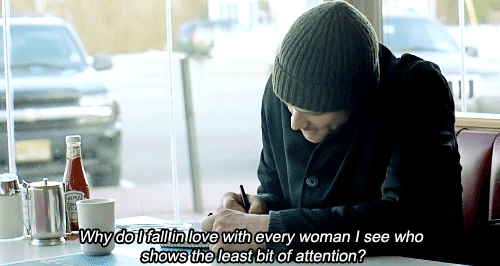 Why do I fall in love with every woman I see who
shows the least bit of attention?